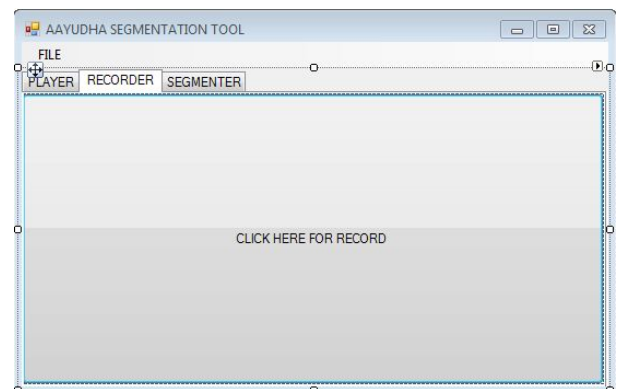 AAYUDHA SEGMENTATION TOOL
FILE
PLAYER RECORDER SEGMENTER
CLICK HERE FOR RECORD